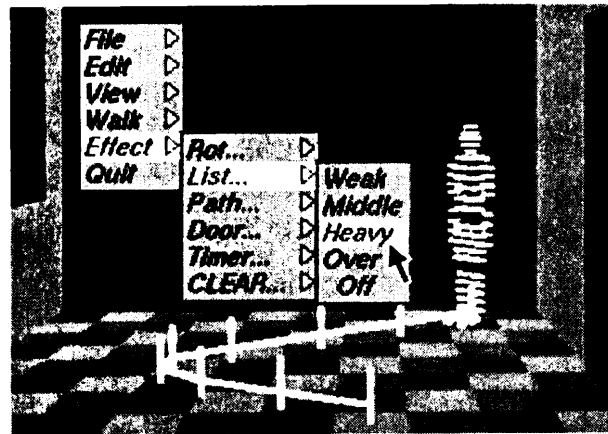 File
Edit
View
Walk
Effect
Quit
Rot...
List...
Path...
Door...
Timer...
CLEAR...
Weak
Middle
Heavy
Over
Off